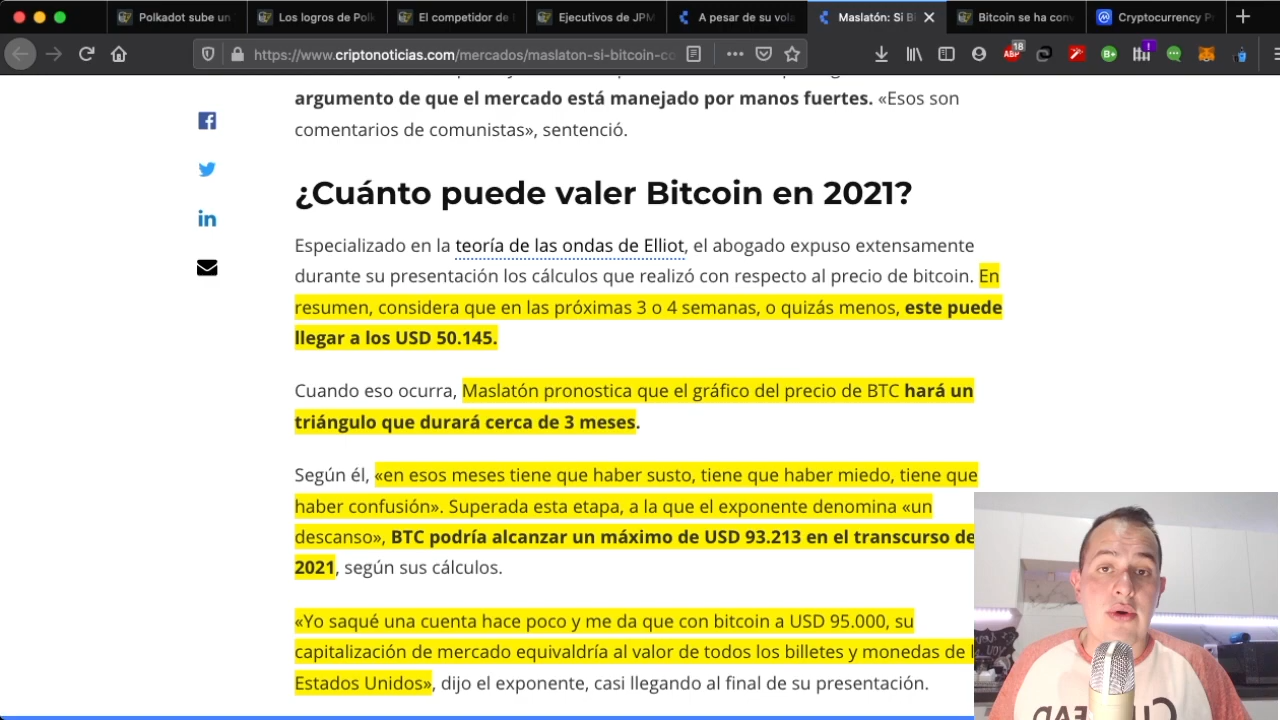 Polkadot sube un
Los logros de Polk
El competidor de
Ejecutivos de JPM
A pesar de su vola
Maslatón: Si Bi
Bitcoin se ha conv
Cryptocurrency Pr
https://www.criptonoticias.com/mercados/maslaton-si-bitcoin-co
ABP
18
argumento de que el mercado está manejado por manos fuertes. «Esos son
comentarios de comunistas», sentenció.
¿Cuánto puede valer Bitcoin en 2021?
Especializado en la teoría de las ondas de Elliot, el abogado expuso extensamente
durante su presentación los cálculos que realizó con respecto al precio de bitcoin. En
resumen, considera que en las próximas 3 o 4 semanas, o quizás menos, este puede
llegar a los USD 50.145.
Cuando eso ocurra, Maslatón pronostica que el gráfico del precio de BTC hará un
triángulo que durará cerca de 3 meses.
Según él, «en esos meses tiene que haber susto, tiene que haber miedo, tiene que
haber confusión». Superada esta etapa, a la que el exponente denomina «un
descanso», BTC podría alcanzar un máximo de USD 93.213 en el transcurso de
2021, según sus cálculos.
«Yo saqué una cuenta hace poco y me da que con bitcoin a USD 95.000, su
capitalización de mercado equivaldría al valor de todos los billetes y monedas de
Estados Unidos», dijo el exponente, casi llegando al final de su presentación.